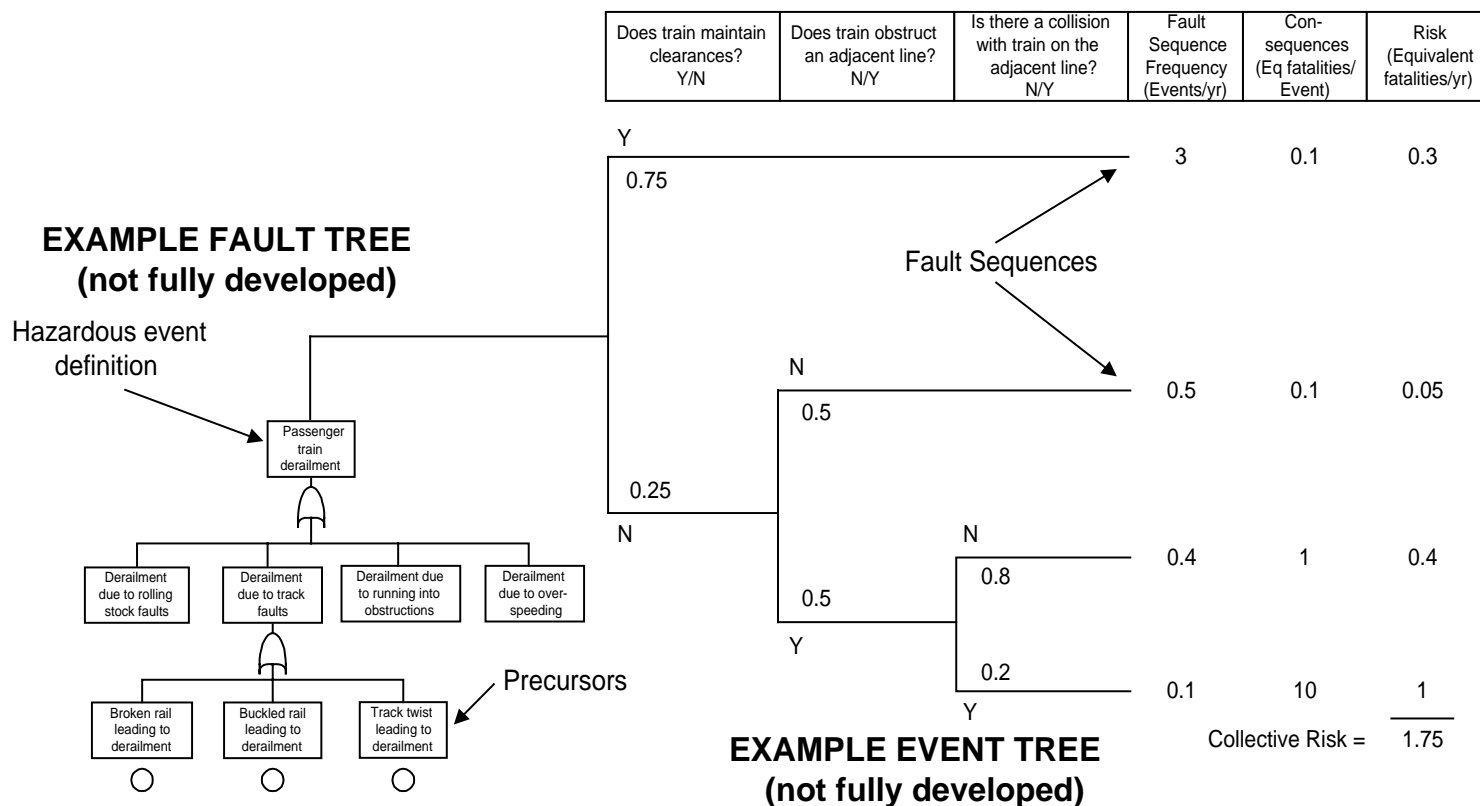 Does train maintain
clearances?
Y/N
Does train obstruct
an adjacent line?
N/Y
Is there a collision
with train on the
adjacent line?
N/Y
Fault
Sequence
Frequency
(Events/yr)
Con-
sequences
(Eq fatalities/
Event)
Risk
(Equivalent
fatalities/yr)
Y
0.75
3
0.1
0.3
EXAMPLE FAULT TREE
(not fully developed)
Fault Sequences
Hazardous event
definition
N
0.5
0.5
0.1
0.05
Passenger
train
derailment
0.25
N
N
0.8
0.4
1
0.4
Derailment
due to rolling
stock faults
Derailment
due to track
faults
Derailment due
to running into
obstructions
Derailment
due to over-
speeding
0.5
Y
0.2
Y
0.1
10
1
Precursors
Broken rail
leading to
derailment
Buckled rail
leading to
derailment
Track twist
leading to
derailment
Collective Risk = 1.75
EXAMPLE EVENT TREE
(not fully developed)